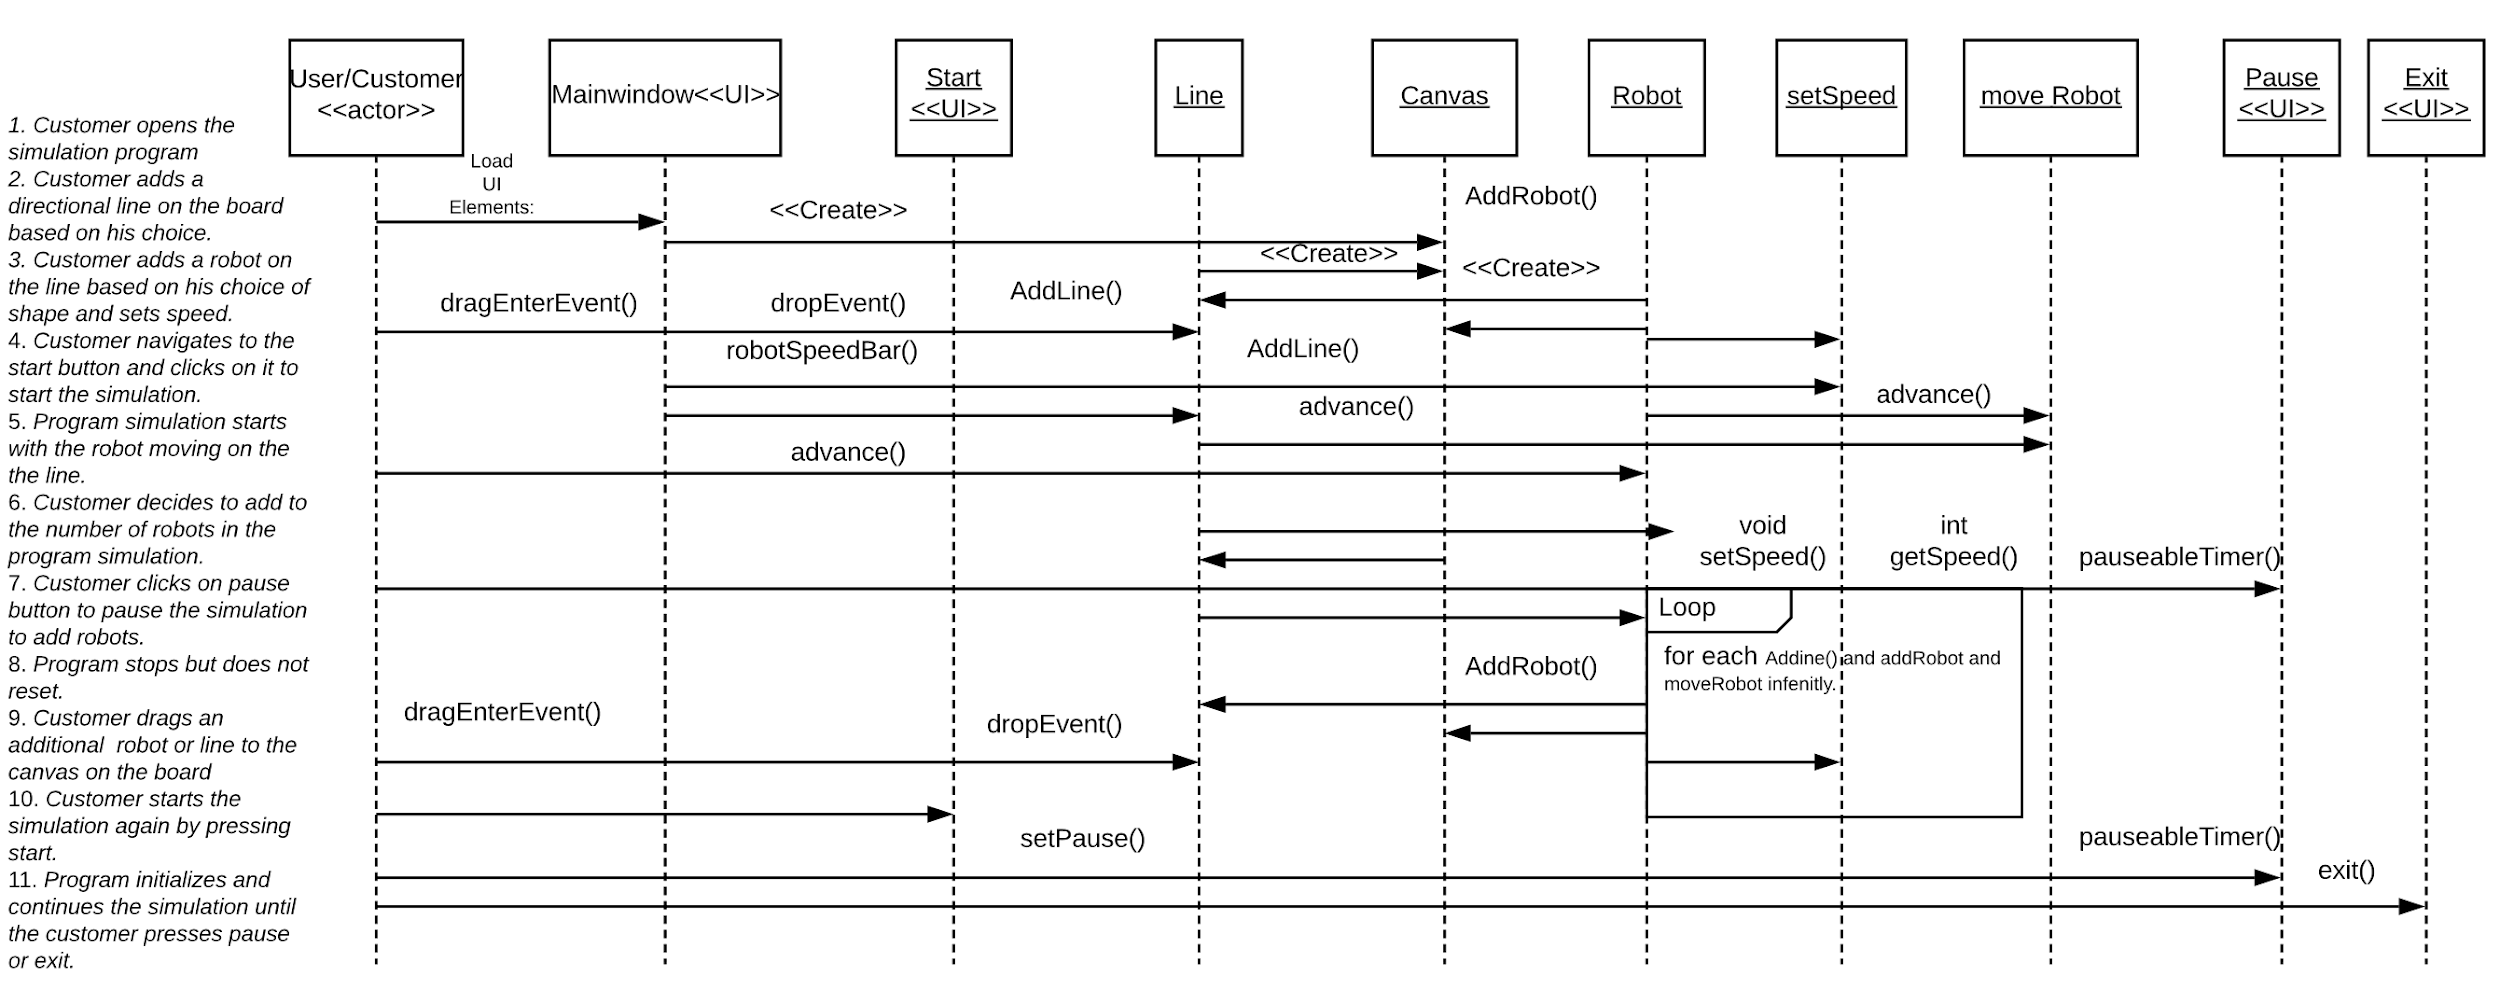 User/Customer
<<actor>>
Mainwindow<<UI>>
Start
<<UI>>
Line
Canvas
Robot
setSpeed
move Robot
Pause
<<UI>>
Exit
<<UI>>
1. Customer opens the
simulation program
2. Customer adds a
directional line on the board
based on his choice.
3. Customer adds a robot on
the line based on his choice of
shape and sets speed.
4. Customer navigates to the
start button and clicks on it to
start the simulation.
5. Program simulation starts
with the robot moving on the
the line.
6. Customer decides to add to
the number of robots in the
program simulation.
7. Customer clicks on pause
button to pause the simulation
to add robots.
8. Program stops but does not
reset.
9. Customer drags an
additional  robot or line to the
canvas on the board
10. Customer starts the
simulation again by pressing
start.
11. Program initializes and
continues the simulation until
the customer presses pause
or exit.
Load
UI
Elements:
<<Create>>
AddRobot()
<<Create>>
<<Create>>
dragEnterEvent()
dropEvent()
AddLine()
robotSpeedBar()
AddLine()
advance()
advance()
advance()
void
setSpeed()
int
getSpeed()
pauseableTimer()
Loop
for each Addine() and addRobot and
moveRobot infenitly.
AddRobot()
dragEnterEvent()
dropEvent()
setPause()
pauseableTimer()
exit()